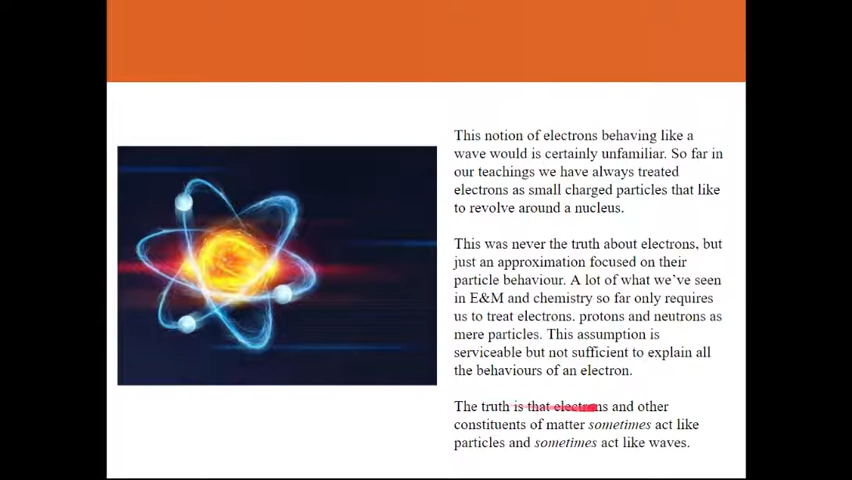 This notion of electrons behaving like a
wave would is certainly unfamiliar. So far in
our teachings we have always treated
electrons as small charged particles that like
to revolve around a nucleus.
This was never the truth about electrons, but
just an approximation focused on their
particle behaviour. A lot of what we've seen
in E&M and chemistry so far only requires
us to treat electrons. protons and neutrons as
mere particles. This assumption is
serviceable but not sufficient to explain all
the behaviours of an electron.
The truth is that electrons and other
constituents of matter sometimes act like
particles and sometimes act like waves.